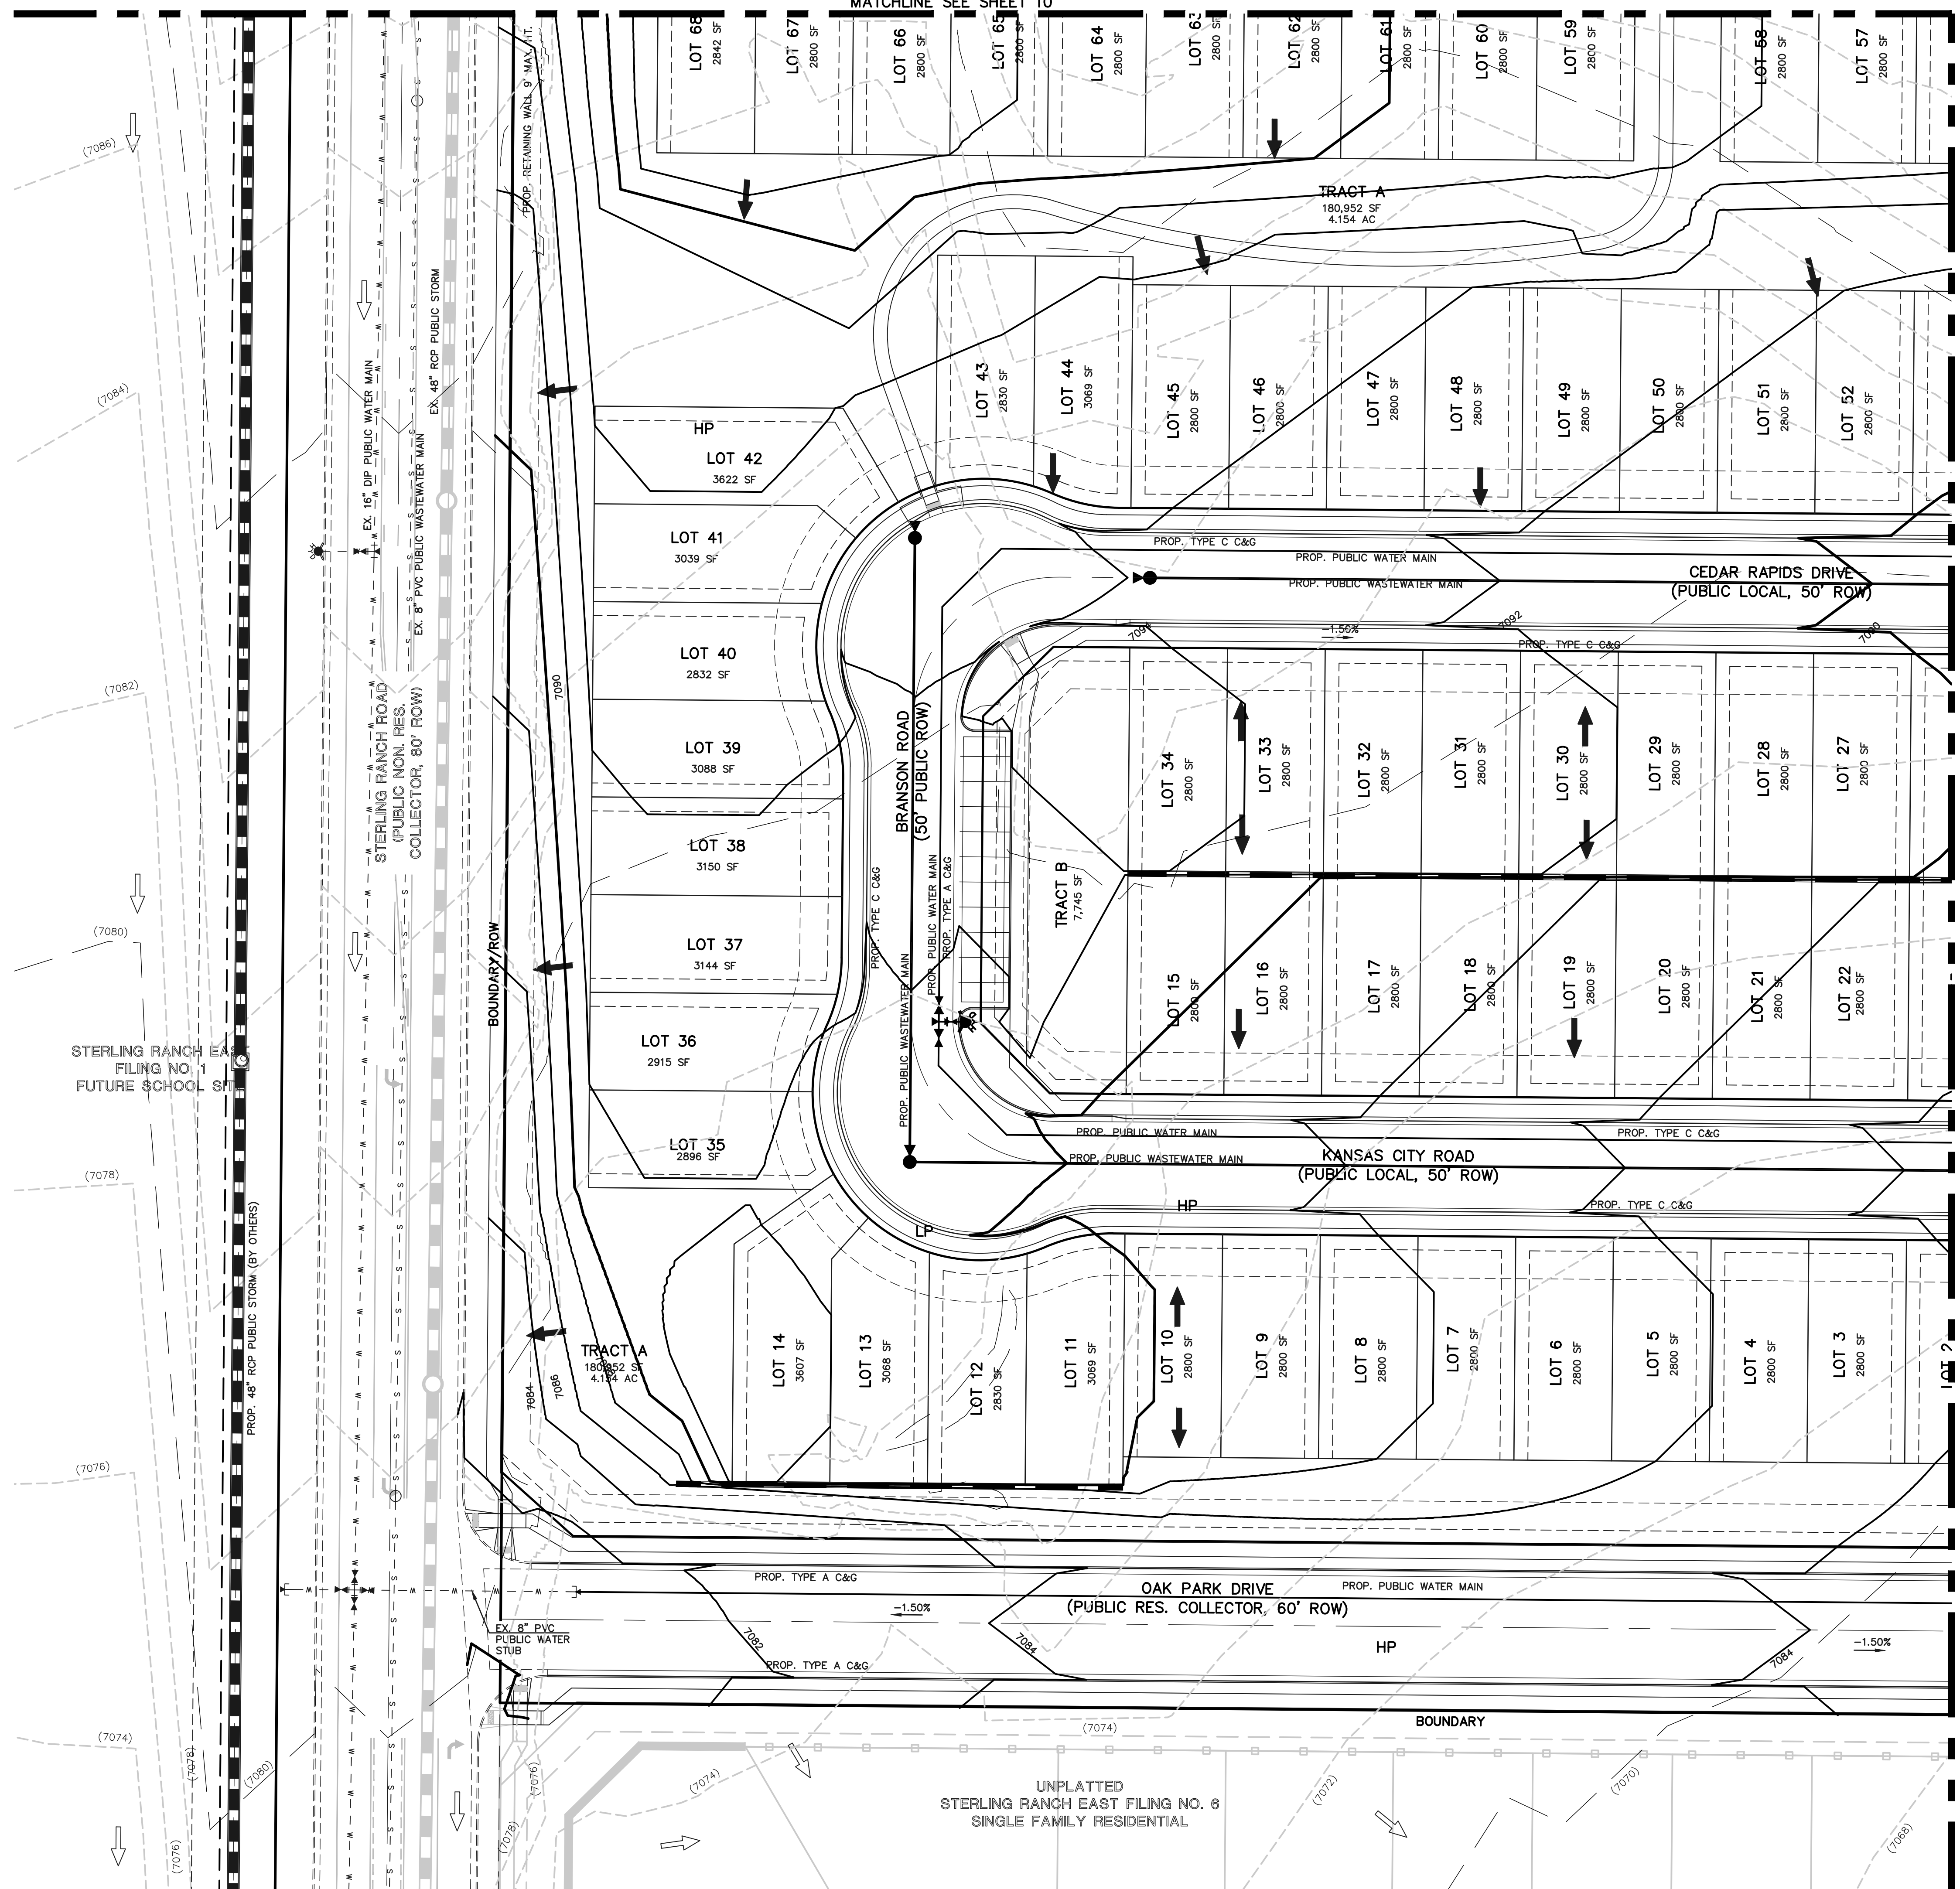 MATCHLINE SEE SHEET 10
LOT 68
2842 SF
LOT 67
2800 SF
LOT 66
2800 SF
LOT 65
2800 SF
LOT 64
2800 SF
LOT 63
2800 SF
LOT 62
2800 SF
LOT 61
2800 SF
LOT 60
2800 SF
LOT 59
2800 SF
LOT 58
2800 SF
LOT 57
2800 SF
PROP. RETAINING WALL 9' MAX. HT.
(7086)
TRACT A
180,952 SF
4.154 AC
EX. 48" RCP PUBLIC STORM
EX. 16" DIP PUBLIC WATER MAIN
EX. 8" PVC PUBLIC WASTEWATER MAIN
(7084)
LOT 43
2830 SF
LOT 44
3069 SF
LOT 45
2800 SF
LOT 46
2800 SF
LOT 47
2800 SF
LOT 48
2800 SF
LOT 49
2800 SF
LOT 50
2800 SF
LOT 51
2800 SF
LOT 52
2800 SF
HP
LOT 42
3622 SF
LOT 41
3039 SF
PROP. TYPE C C&G
PROP. PUBLIC WATER MAIN
PROP. PUBLIC WASTEWATER MAIN
CEDAR RAPIDS DRIVE
(PUBLIC LOCAL, 50' ROW)
7094
-1.50%
7092
7090
PROP. TYPE C C&G
LOT 40
2832 SF
7090
(7082)
STERLING RANCH ROAD
(PUBLIC NON. RES.
COLLECTOR, 80' ROW)
LOT 39
3088 SF
BRANSON ROAD
(50' PUBLIC ROW)
LOT 34
2800 SF
LOT 33
2800 SF
LOT 32
2800 SF
LOT 31
2800 SF
LOT 30
2800 SF
LOT 29
2800 SF
LOT 28
2800 SF
LOT 27
2800 SF
LOT 38
3150 SF
PROP. TYPE C C&G
PROP. PUBLIC WATER MAIN
PROP. TYPE A C&G
TRACT B
7,745 SF
(7080)
BOUNDARY/ROW
LOT 37
3144 SF
PROP. PUBLIC WASTEWATER MAIN
LOT 15
2800 SF
LOT 16
2800 SF
LOT 17
2800 SF
LOT 18
2800 SF
LOT 19
2800 SF
LOT 20
2800 SF
LOT 21
2800 SF
LOT 22
2800 SF
STERLING RANCH EAST
FILING NO. 1
FUTURE SCHOOL SITE
LOT 36
2915 SF
LOT 35
2896 SF
PROP. PUBLIC WATER MAIN
PROP. TYPE C C&G
PROP. PUBLIC WASTEWATER MAIN
KANSAS CITY ROAD
(PUBLIC LOCAL, 50' ROW)
(7078)
HP
PROP. TYPE C C&G
LP
PROP. 48" RCP PUBLIC STORM (BY OTHERS)
TRACT A
180,952 SF
4.154 AC
7084
7086
LOT 14
3607 SF
LOT 13
3068 SF
LOT 12
2830 SF
LOT 11
3069 SF
LOT 10
2800 SF
LOT 9
2800 SF
LOT 8
2800 SF
LOT 7
2800 SF
LOT 6
2800 SF
LOT 5
2800 SF
LOT 4
2800 SF
LOT 3
2800 SF
LOT 2
(7076)
PROP. TYPE A C&G
OAK PARK DRIVE
(PUBLIC RES. COLLECTOR, 60' ROW)
PROP. PUBLIC WATER MAIN
-1.50%
EX. 8" PVC
PUBLIC WATER
STUB
7082
7084
HP
7084
-1.50%
PROP. TYPE A C&G
BOUNDARY
(7074)
(7074)
(7078)
(7080)
(7076)
(7074)
(7072)
(7070)
UNPLATTED
STERLING RANCH EAST FILING NO. 6
SINGLE FAMILY RESIDENTIAL
(7076)
(7078)
(7068)